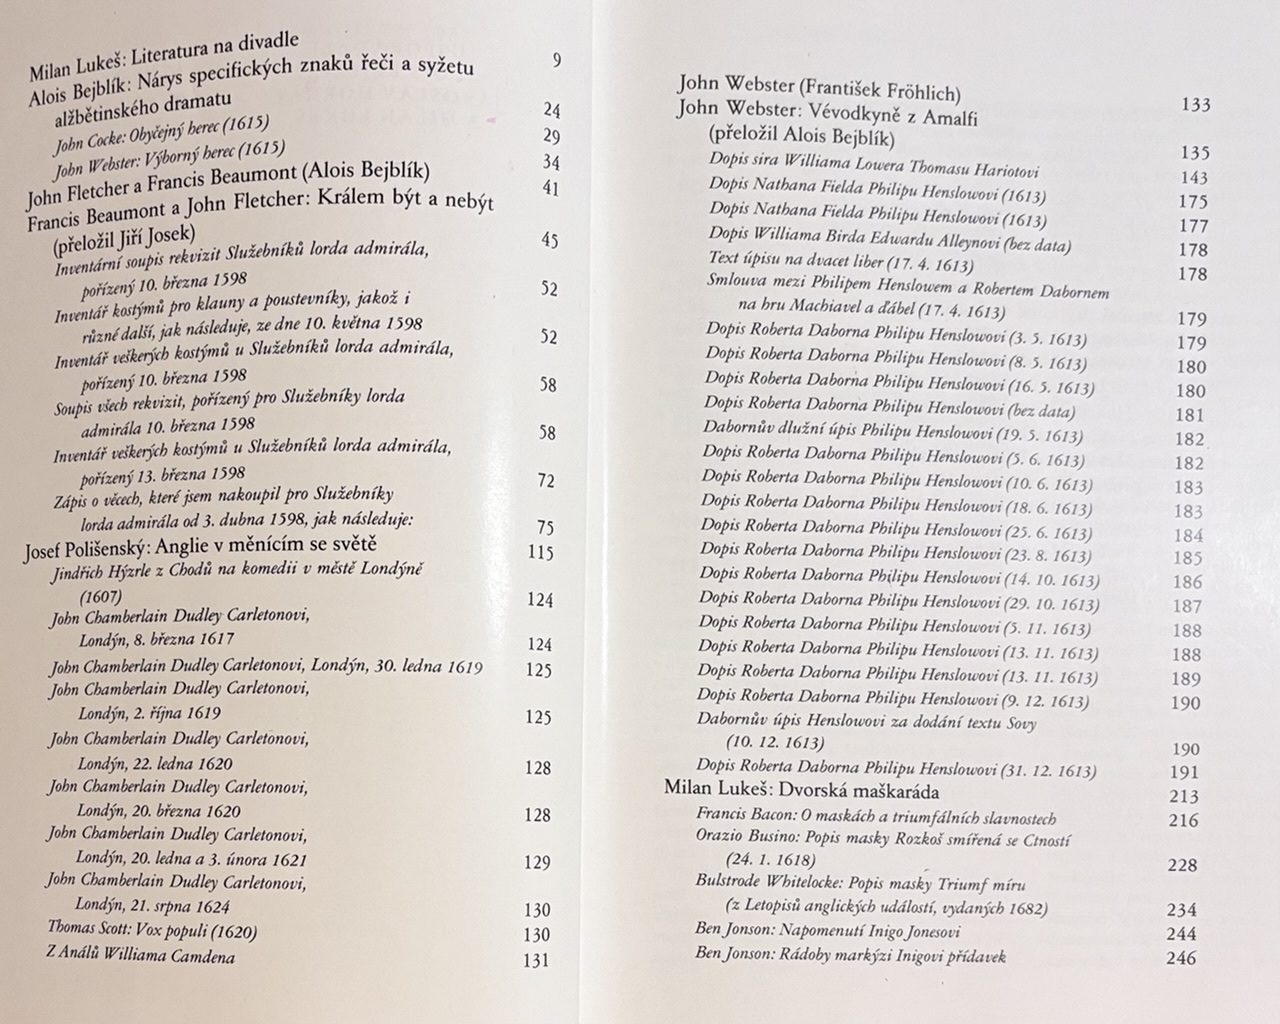 Milan Lukeš: Literatura na divadle 9
Alois Bejblík: Nárys specifických znaků řeči a syžetu
alžbětinského dramatu 24
John Cocke: Obyčejný herec (1615) 29
John Webster: Výborný herec (1615) 34
John Fletcher a Francis Beaumont (Alois Bejblík) 41
Francis Beaumont a John Fletcher: Králem být a nebýt
(přeložil Jiří Josek) 45
Inventární soupis rekvizit Služebníků lorda admirála,
pořízený 10. března 1598 52
Inventář kostýmů pro klauny a poustevníky, jakož i
různé další, jak následuje, ze dne 10. května 1598 52
Inventář veškerých kostýmů u Služebníků lorda admirála,
pořízený 10. března 1598 58
Soupis všech rekvizit, pořízený pro Služebníky lorda
admirála 10. března 1598 58
Inventář veškerých kostýmů u Služebníků lorda admirála,
pořízený 13. března 1598 72
Zápis o věcech, které jsem nakoupil pro Služebníky
lorda admirála od 3. dubna 1598, jak následuje: 75
Josef Polišenský: Anglie v měnícím se světě 115
Jindřich Hýzrle z Chodů na komedii v městě Londýně
(1607) 124
John Chamberlain Dudley Carletonovi,
Londýn, 8. března 1617 124
John Chamberlain Dudley Carletonovi, Londýn, 30. ledna 1619 125
John Chamberlain Dudley Carletonovi,
Londýn, 2. října 1619 125
John Chamberlain Dudley Carletonovi,
Londýn, 22. ledna 1620 128
John Chamberlain Dudley Carletonovi,
Londýn, 20. března 1620 128
John Chamberlain Dudley Carletonovi,
Londýn, 20. ledna a 3. února 1621 129
John Chamberlain Dudley Carletonovi,
Londýn, 21. srpna 1624 130
Thomas Scott: Vox populi (1620) 130
Z Análů Williama Camdena 131
John Webster (František Fröhlich) 133
John Webster: Vévodkyně z Amalfi
(přeložil Alois Bejblík) 135
Dopis sira Williama Lowera Thomasu Hariotovi 143
Dopis Nathana Fielda Philipu Henslowovi (1613) 175
Dopis Nathana Fielda Philipu Henslowovi (1613) 177
Dopis Williama Birda Edwardu Alleynovi (bez data) 178
Text úpisu na dvacet liber (17. 4. 1613) 178
Smlouva mezi Philipem Henslowem a Robertem Dabornem
na hru Machiavel a ďábel (17. 4. 1613) 179
Dopis Roberta Daborna Philipu Henslowovi (3. 5. 1613) 179
Dopis Roberta Daborna Philipu Henslowovi (8. 5. 1613) 180
Dopis Roberta Daborna Philipu Henslowovi (16. 5. 1613) 180
Dopis Roberta Daborna Philipu Henslowovi (bez data) 181
Dabornův dlužní úpis Philipu Henslowovi (19. 5. 1613) 182
Dopis Roberta Daborna Philipu Henslowovi (5. 6. 1613) 182
Dopis Roberta Daborna Philipu Henslowovi (10. 6. 1613) 183
Dopis Roberta Daborna Philipu Henslowovi (18. 6. 1613) 183
Dopis Roberta Daborna Philipu Henslowovi (25. 6. 1613) 184
Dopis Roberta Daborna Philipu Henslowovi (23. 8. 1613) 185
Dopis Roberta Daborna Philipu Henslowovi (14. 10. 1613) 186
Dopis Roberta Daborna Philipu Henslowovi (29. 10. 1613) 187
Dopis Roberta Daborna Philipu Henslowovi (5. 11. 1613) 188
Dopis Roberta Daborna Philipu Henslowovi (13. 11. 1613) 188
Dopis Roberta Daborna Philipu Henslowovi (13. 11. 1613) 189
Dopis Roberta Daborna Philipu Henslowovi (9. 12. 1613) 190
Dabornův úpis Henslowovi za dodání textu Sovy
(10. 12. 1613) 190
Dopis Roberta Daborna Philipu Henslowovi (31. 12. 1613) 191
Milan Lukeš: Dvorská maškaráda 213
Francis Bacon: O maskách a triumfálních slavnostech 216
Orazio Busino: Popis masky Rozkoš smířená se Ctností
(24. 1. 1618) 228
Bulstrode Whitelocke: Popis masky Triumf míru
(z Letopisů anglických událostí, vydaných 1682) 234
Ben Jonson: Napomenutí Inigo Jonesovi 244
Ben Jonson: Rádoby markýzi Inigovi přídavek 246